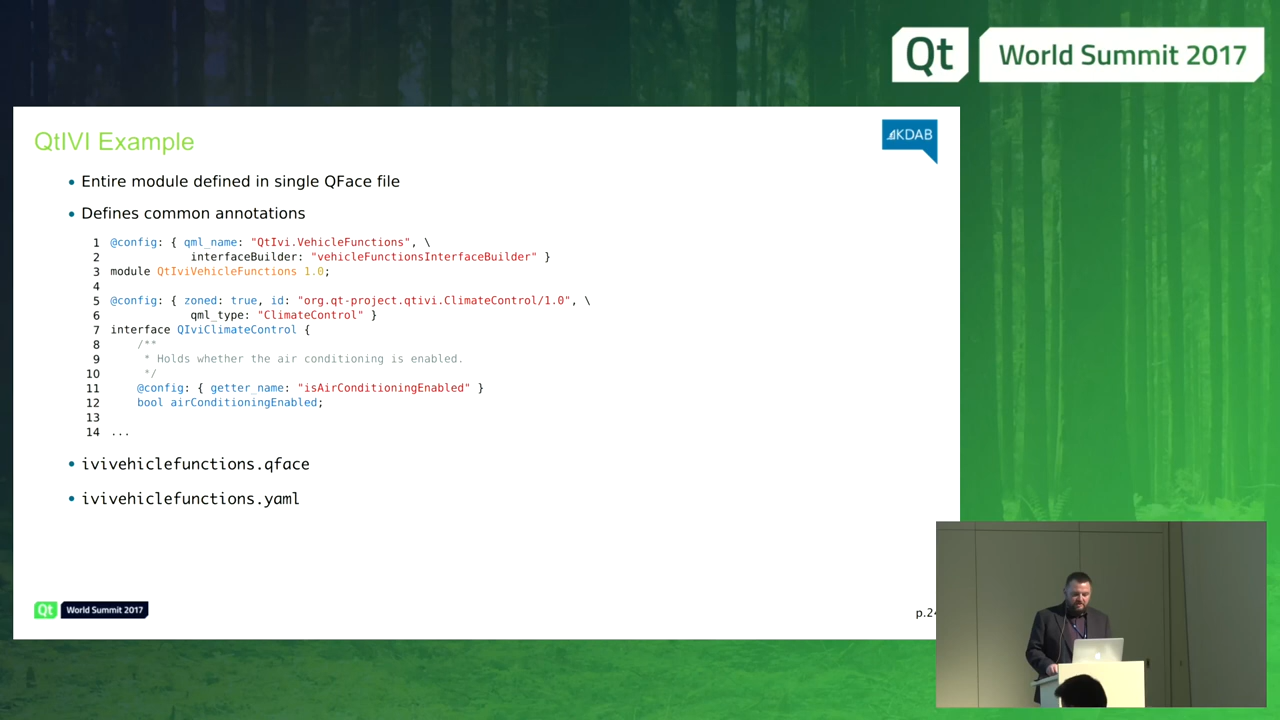 Qt World Summit 2017
QtIVI Example
KDAB
• Entire module defined in single QFace file
• Defines common annotations
1 @config: { qml_name: "QtIvi.VehicleFunctions", \
2 interfaceBuilder: "vehicleFunctionsInterfaceBuilder" }
3 module QtIviVehicleFunctions 1.0;
4
5 @config: { zoned: true, id: "org.qt-project.qtivi.ClimateControl/1.0", \
6 qml_type: "ClimateControl" }
7 interface QIviClimateControl {
8 /**
9 * Holds whether the air conditioning is enabled.
10 */
11 @config: { getter_name: "isAirConditioningEnabled" }
12 bool airConditioningEnabled;
13
14 ...
• ivivehiclefunctions.qface
• ivivehiclefunctions.yaml
Qt World Summit 2017